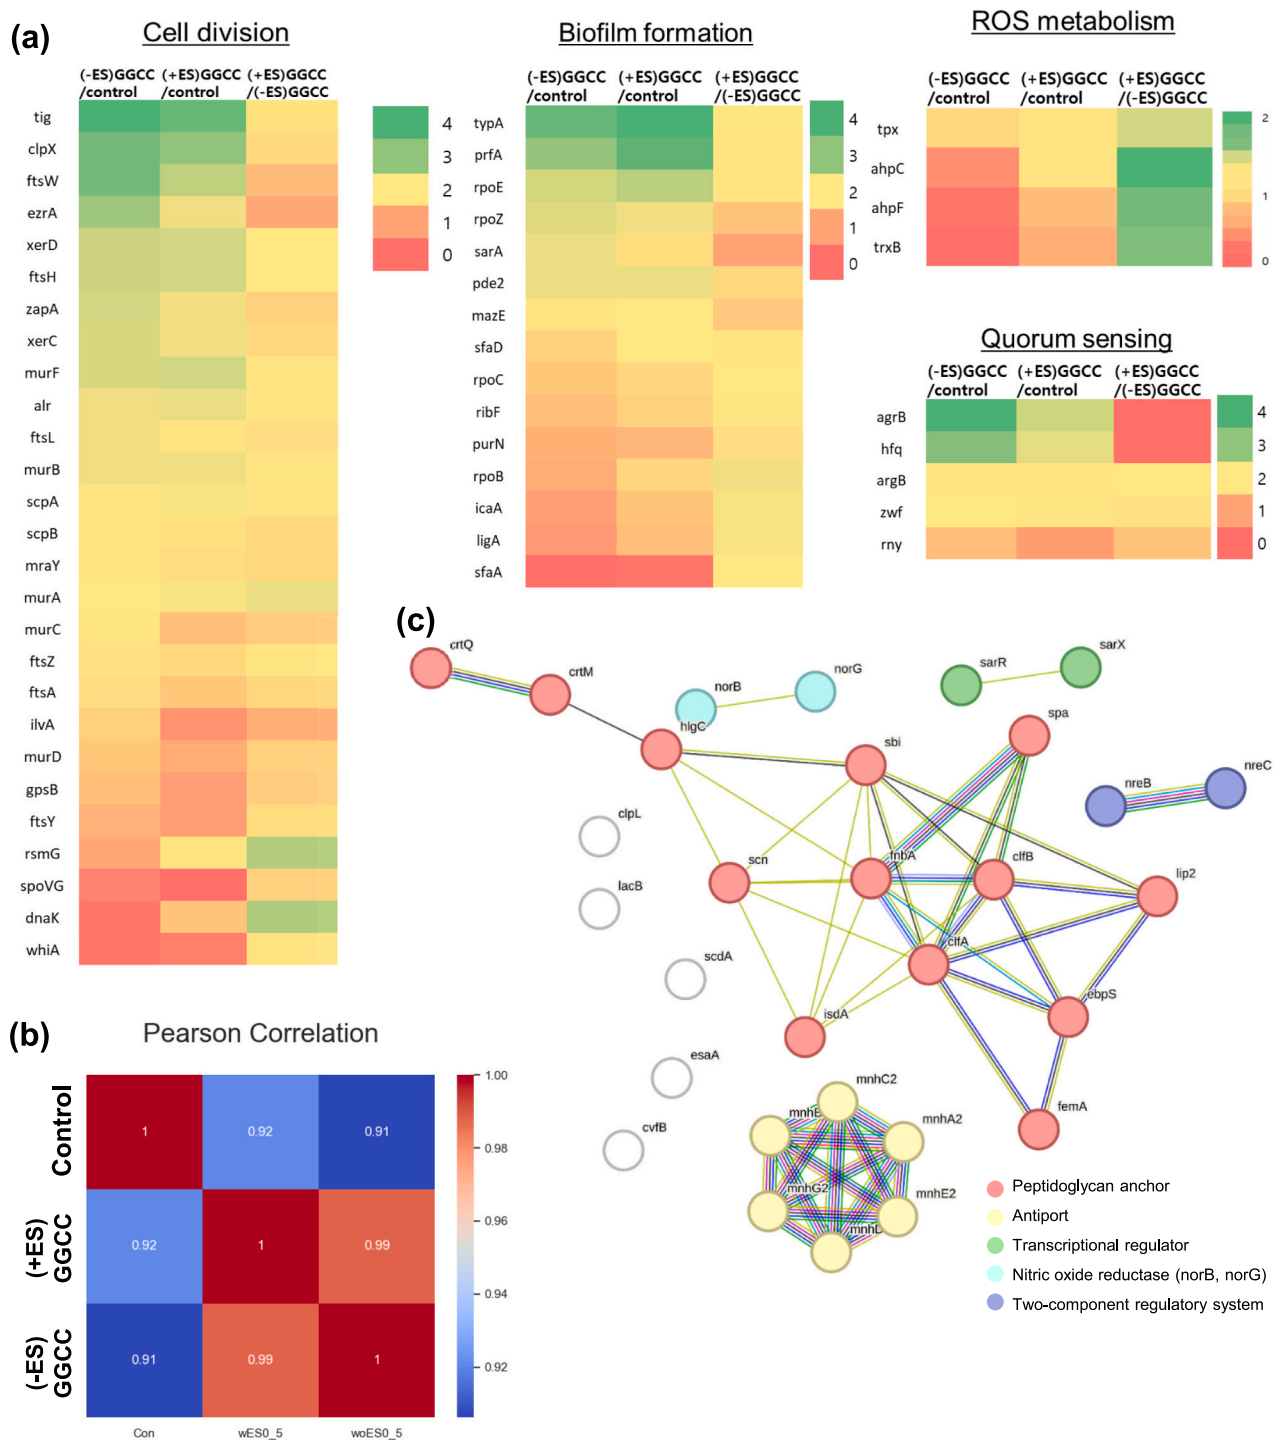 (a)
Cell division
(-ES)GGCC
/control
(+ES)GGCC
/control
(+ES)GGCC
/(-ES)GGCC
tig
clpX
ftsW
ezrA
xerD
ftsH
zapA
xerC
murF
alr
ftsL
murB
scpA
scpB
mraY
murA
murC
ftsZ
ftsA
ilvA
murD
gpsB
ftsY
rsmG
spoVG
dnaK
whiA
4
3
2
1
0
Biofilm formation
(-ES)GGCC
/control
(+ES)GGCC
/control
(+ES)GGCC
/(-ES)GGCC
typA
prfA
rpoE
rpoZ
sarA
pde2
mazE
sfaD
rpoC
ribF
purN
rpoB
icaA
ligA
sfaA
4
3
2
1
0
ROS metabolism
(-ES)GGCC
/control
(+ES)GGCC
/control
(+ES)GGCC
/(-ES)GGCC
tpx
ahpC
ahpF
trxB
2
1
0
Quorum sensing
(-ES)GGCC
/control
(+ES)GGCC
/control
(+ES)GGCC
/(-ES)GGCC
agrB
hfq
argB
zwf
rny
4
3
2
1
0
(c)
crtQ
crtM
norB
norG
sarR
sarX
hlgC
sbi
spa
nreB
nreC
clpL
scn
fnbA
clfB
lip2
lacB
clfA
scdA
isdA
ebpS
esaA
mnhC2
femA
mnhB
mnhA2
cvfB
mnhG2
mnhE2
mnhD
Peptidoglycan anchor
Antiport
Transcriptional regulator
Nitric oxide reductase (norB, norG)
Two-component regulatory system
(b)
Pearson Correlation
Control
(+ES)
GGCC
(-ES)
GGCC
1
0.92
0.91
0.92
1
0.99
0.91
0.99
1
Con
wES0_5
woES0_5
1.00
0.98
0.96
0.94
0.92